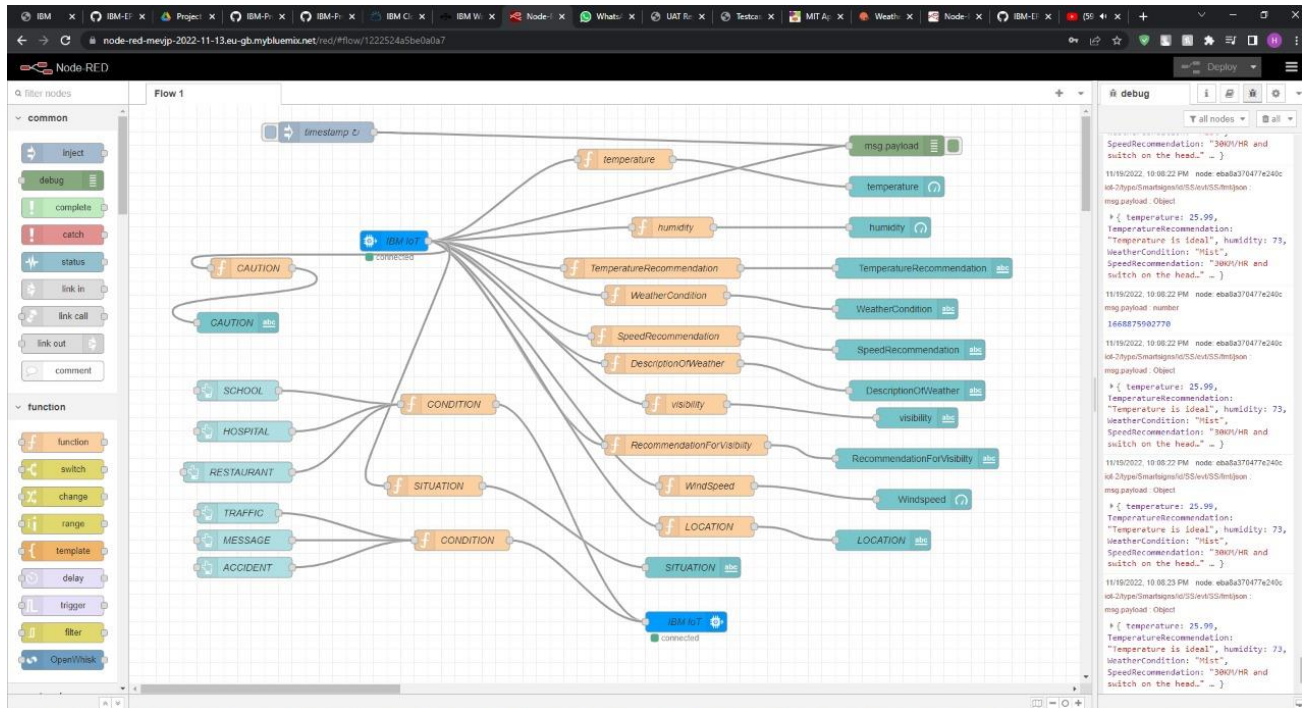 IBM
IBM-EF
Project
IBM-Pr
IBM-Pr
IBM Cl
IBM W
Node-F
Whats
UAT Re
Testcas
MIT Ap
Weath
Node-
IBM-EF
(59
node-red-mevjp-2022-11-13.eu-gb.mybluemix.net/red/#flow/1222524a5be0a0a7
H
Node-RED
Deploy
filter nodes
Flow 1
debug
all nodes
all
common
inject
debug
complete
catch
status
link in
link call
link out
comment
function
function
switch
change
range
template
delay
trigger
filter
OpenWhisk
timestamp ↻
msg.payload
temperature
temperature
humidity
humidity
IBM IoT
connected
CAUTION
TemperatureRecommendation
TemperatureRecommendation abc
WeatherCondition
WeatherCondition abc
CAUTION abc
SpeedRecommendation
SpeedRecommendation abc
DescriptionOfWeather
DescriptionOfWeather abc
SCHOOL
CONDITION
visibility
visibility abc
HOSPITAL
RecommendationForVisibilty
RecommendationForVisibilty abc
RESTAURANT
SITUATION
WindSpeed
Windspeed
TRAFFIC
LOCATION
LOCATION abc
MESSAGE
CONDITION
ACCIDENT
SITUATION abc
IBM IoT
connected
SpeedRecommendation: "30KM/HR and
switch on the head…" … }
11/19/2022, 10:08:22 PM node: eba8a370477e240c
iot-2/type/Smartsigns/id/SS/evt/SS/fmt/json :
msg.payload : Object
{ temperature: 25.99,
TemperatureRecommendation:
"Temperature is ideal", humidity: 73,
WeatherCondition: "Mist",
SpeedRecommendation: "30KM/HR and
switch on the head…" … }
11/19/2022, 10:08:22 PM node: eba8a370477e240c
msg.payload : number
1668875902770
11/19/2022, 10:08:22 PM node: eba8a370477e240c
iot-2/type/Smartsigns/id/SS/evt/SS/fmt/json :
msg.payload : Object
{ temperature: 25.99,
TemperatureRecommendation:
"Temperature is ideal", humidity: 73,
WeatherCondition: "Mist",
SpeedRecommendation: "30KM/HR and
switch on the head…" … }
11/19/2022, 10:08:22 PM node: eba8a370477e240c
iot-2/type/Smartsigns/id/SS/evt/SS/fmt/json :
msg.payload : Object
{ temperature: 25.99,
TemperatureRecommendation:
"Temperature is ideal", humidity: 73,
WeatherCondition: "Mist",
SpeedRecommendation: "30KM/HR and
switch on the head…" … }
11/19/2022, 10:08:23 PM node: eba8a370477e240c
iot-2/type/Smartsigns/id/SS/evt/SS/fmt/json :
msg.payload : Object
{ temperature: 25.99,
TemperatureRecommendation:
"Temperature is ideal", humidity: 73,
WeatherCondition: "Mist",
SpeedRecommendation: "30KM/HR and
switch on the head…" … }